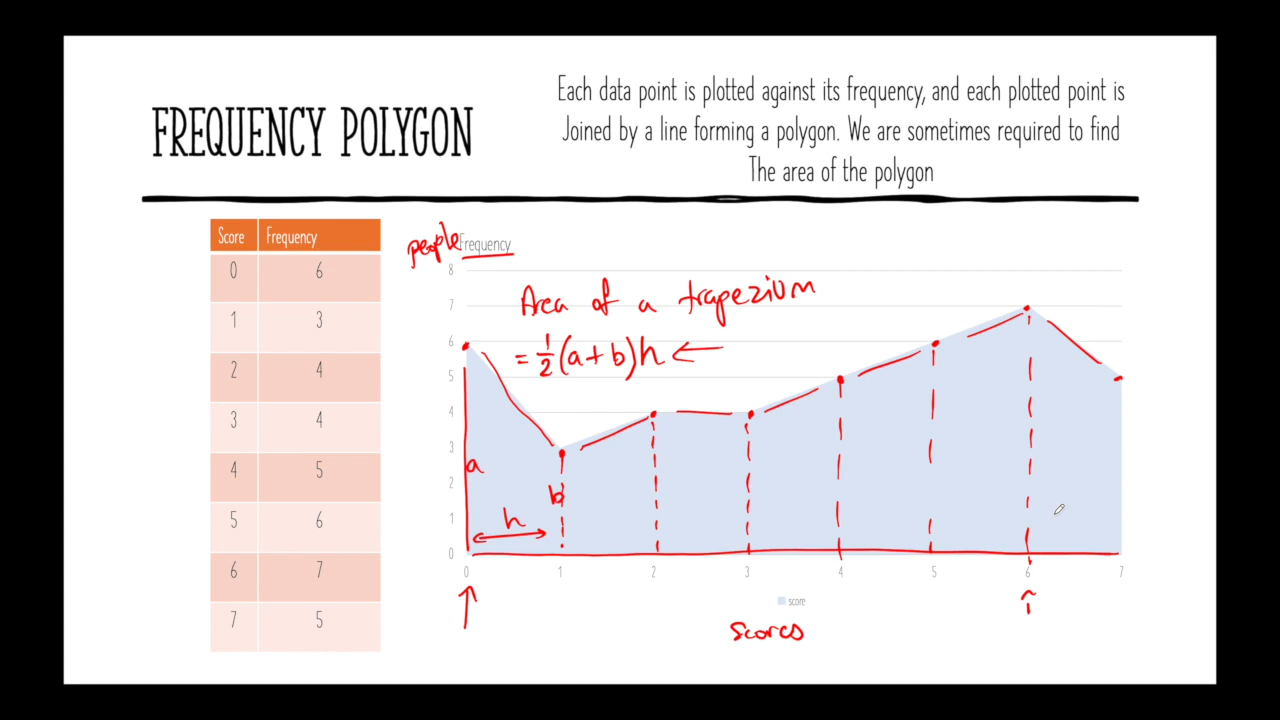 FREQUENCY POLYGON
Each data point is plotted against its frequency, and each plotted point is
Joined by a line forming a polygon. We are sometimes required to find
The area of the polygon
Score Frequency
0 6
1 3
2 4
3 4
4 5
5 6
6 7
7 5
people
Frequency
8
7
6
5
4
3
2
1
0
Area of a trapezium
= 1/2 (a+b)h
a
b
h
0 1 2 3 4 5 6 7
score
scores